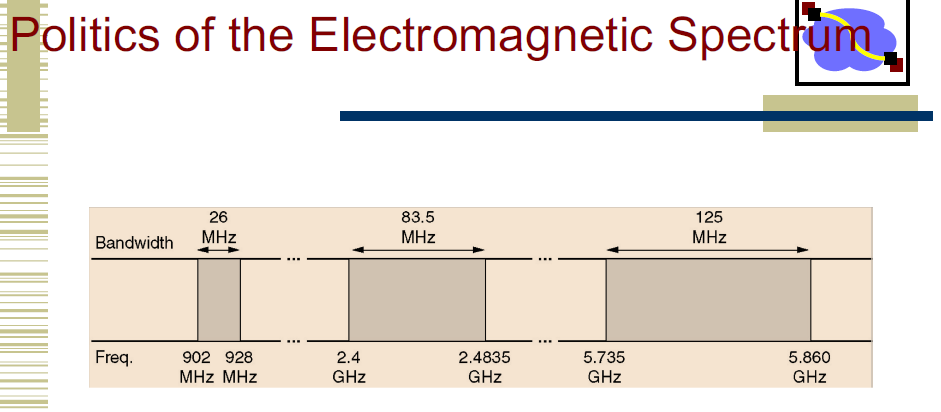 Politics of the Electromagnetic Spectrum
26 83.5 125
Bandwidth MHz MHz MHz
... ...
... ...
Freq. 902 928 2.4 2.4835 5.735 5.860
MHz MHz GHz GHz GHz GHz